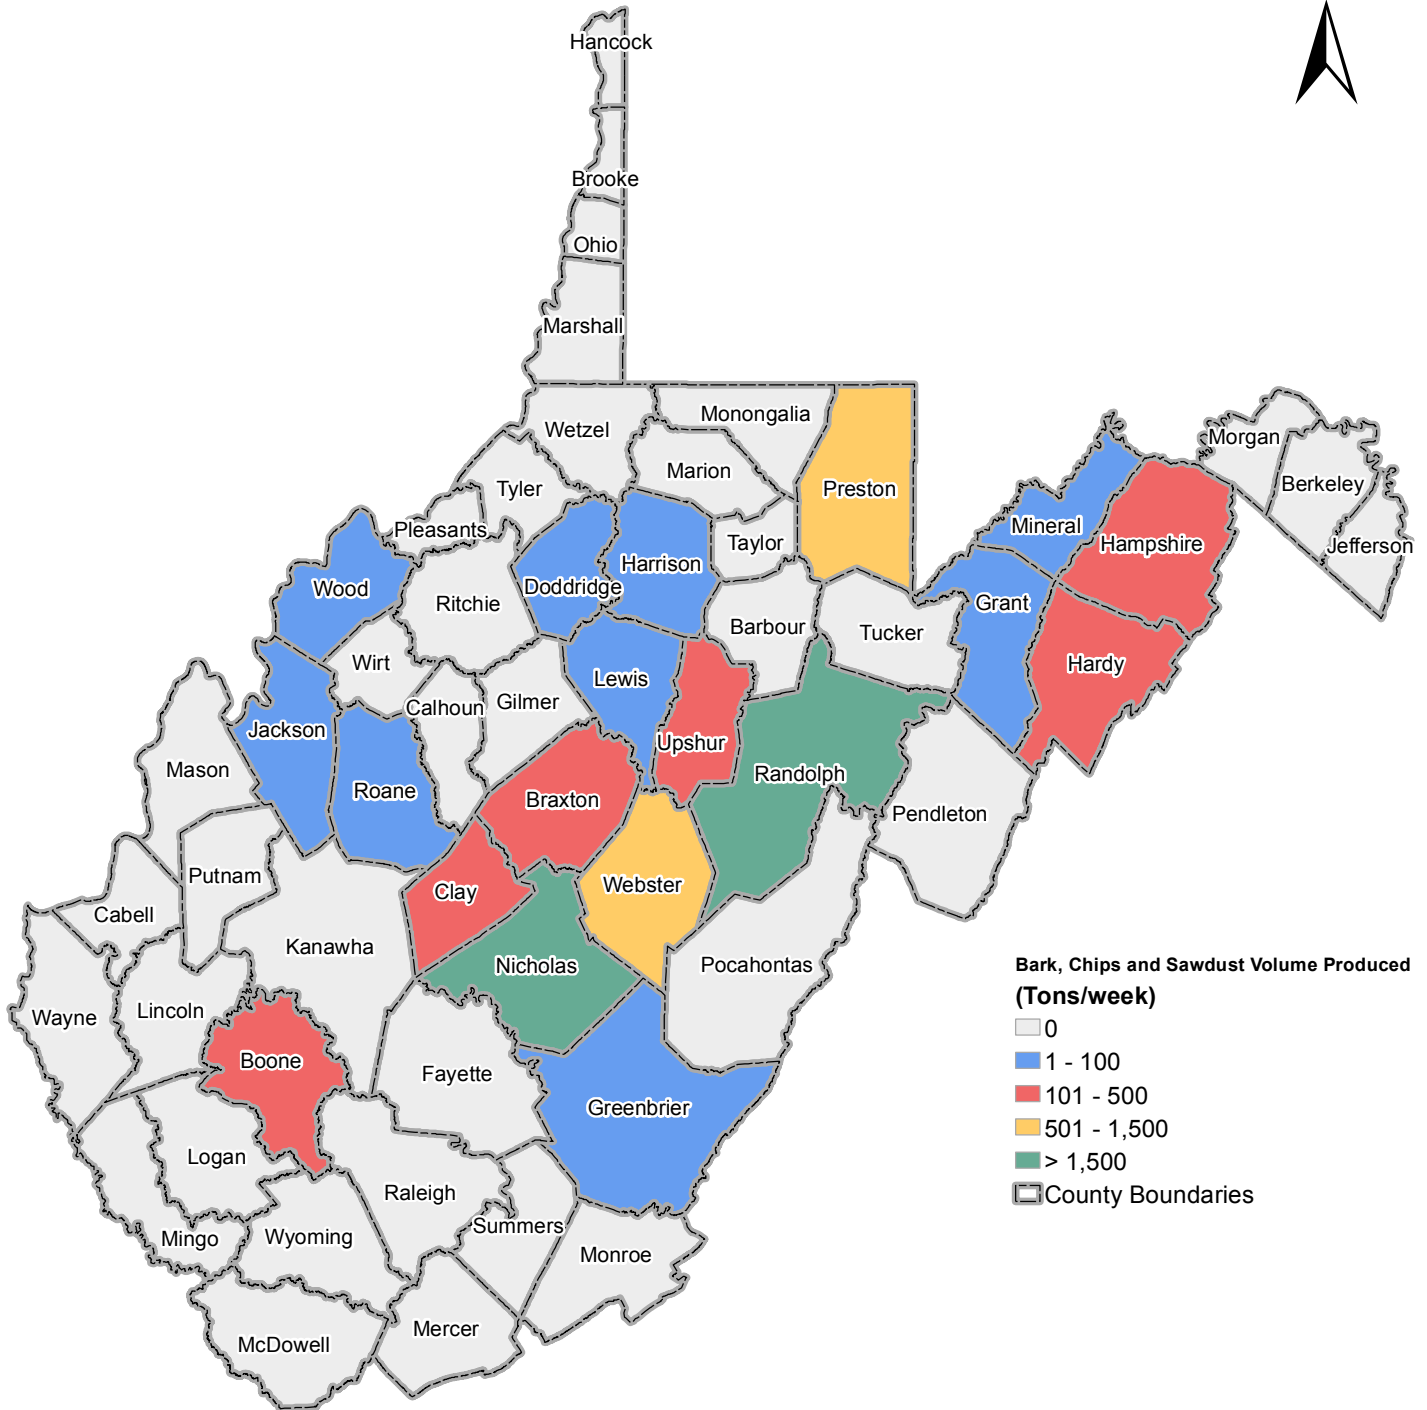 Hancock
Brooke
Ohio
Marshall
Wetzel
Monongalia
Marion
Preston
Tyler
Pleasants
Taylor
Harrison
Doddridge
Wood
Ritchie
Barbour
Tucker
Mineral
Hampshire
Morgan
Berkeley
Jefferson
Grant
Hardy
Wirt
Lewis
Gilmer
Calhoun
Jackson
Upshur
Randolph
Mason
Roane
Braxton
Pendleton
Putnam
Clay
Webster
Cabell
Kanawha
Nicholas
Pocahontas
Wayne
Lincoln
Boone
Fayette
Greenbrier
Logan
Raleigh
Summers
Mingo
Wyoming
Monroe
Mercer
McDowell
Bark, Chips and Sawdust Volume Produced
(Tons/week)
0
1 - 100
101 - 500
501 - 1,500
> 1,500
County Boundaries